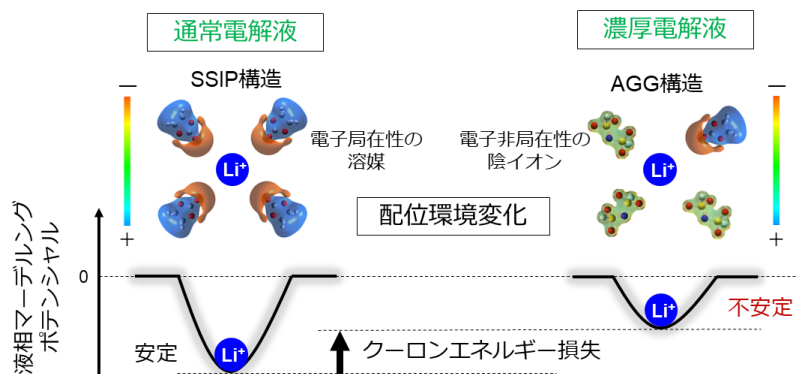 通常電解液
濃厚電解液
SSIP構造
AGG構造
−
−
電子局在性の
溶媒
電子非局在性の
陰イオン
Li⁺
Li⁺
配位環境変化
+
+
液相マーデルング
ポテンシャル
0
安定
Li⁺
クーロンエネルギー損失
Li⁺
不安定